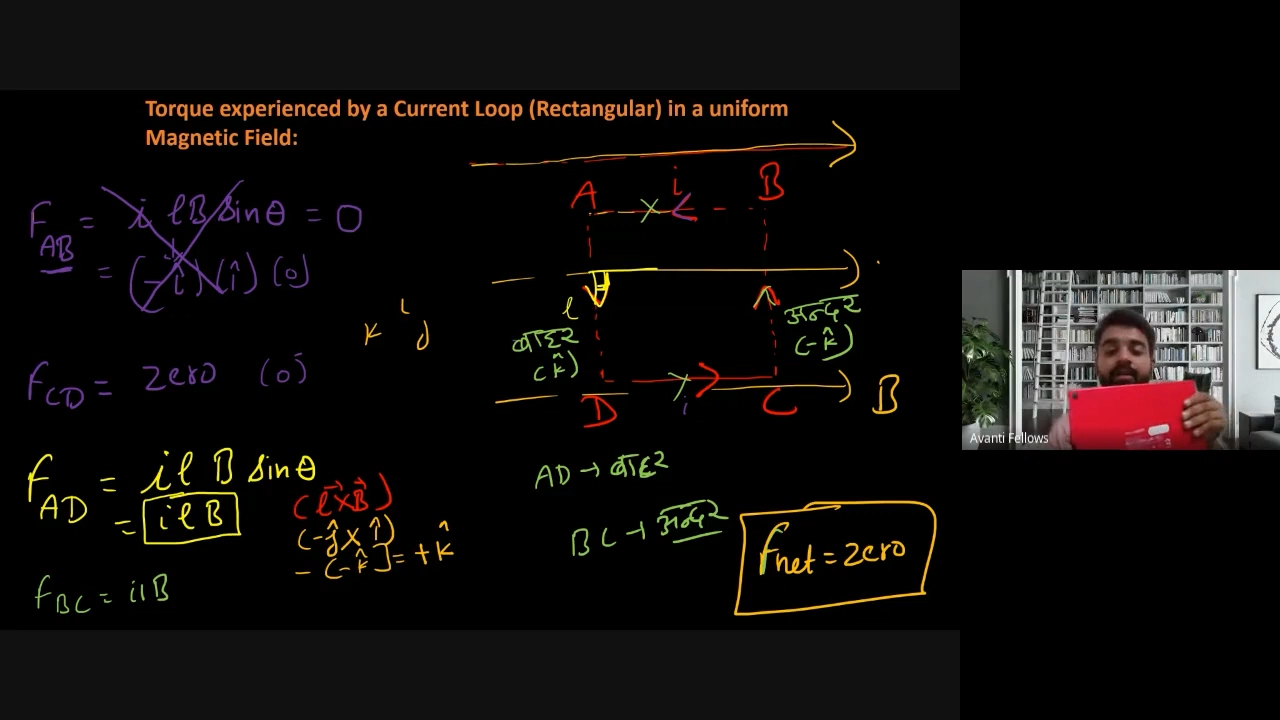 Torque experienced by a Current Loop (Rectangular) in a uniform
Magnetic Field:
F_AB = i l B sinθ = 0
= (-î)(î) (0)
F_CD = Zero (0)
F_AD = i l B sinθ
= i l B
(l⃗ x B⃗)
(-ĵ x î)
- (-k̂) = + k̂
F_BC = i l B
K i j
A i B
l
बाहर
(k̂)
अन्दर
(-k̂)
D i C B
AD → बाहर
BC → अन्दर
F_net = Zero
Avanti Fellows